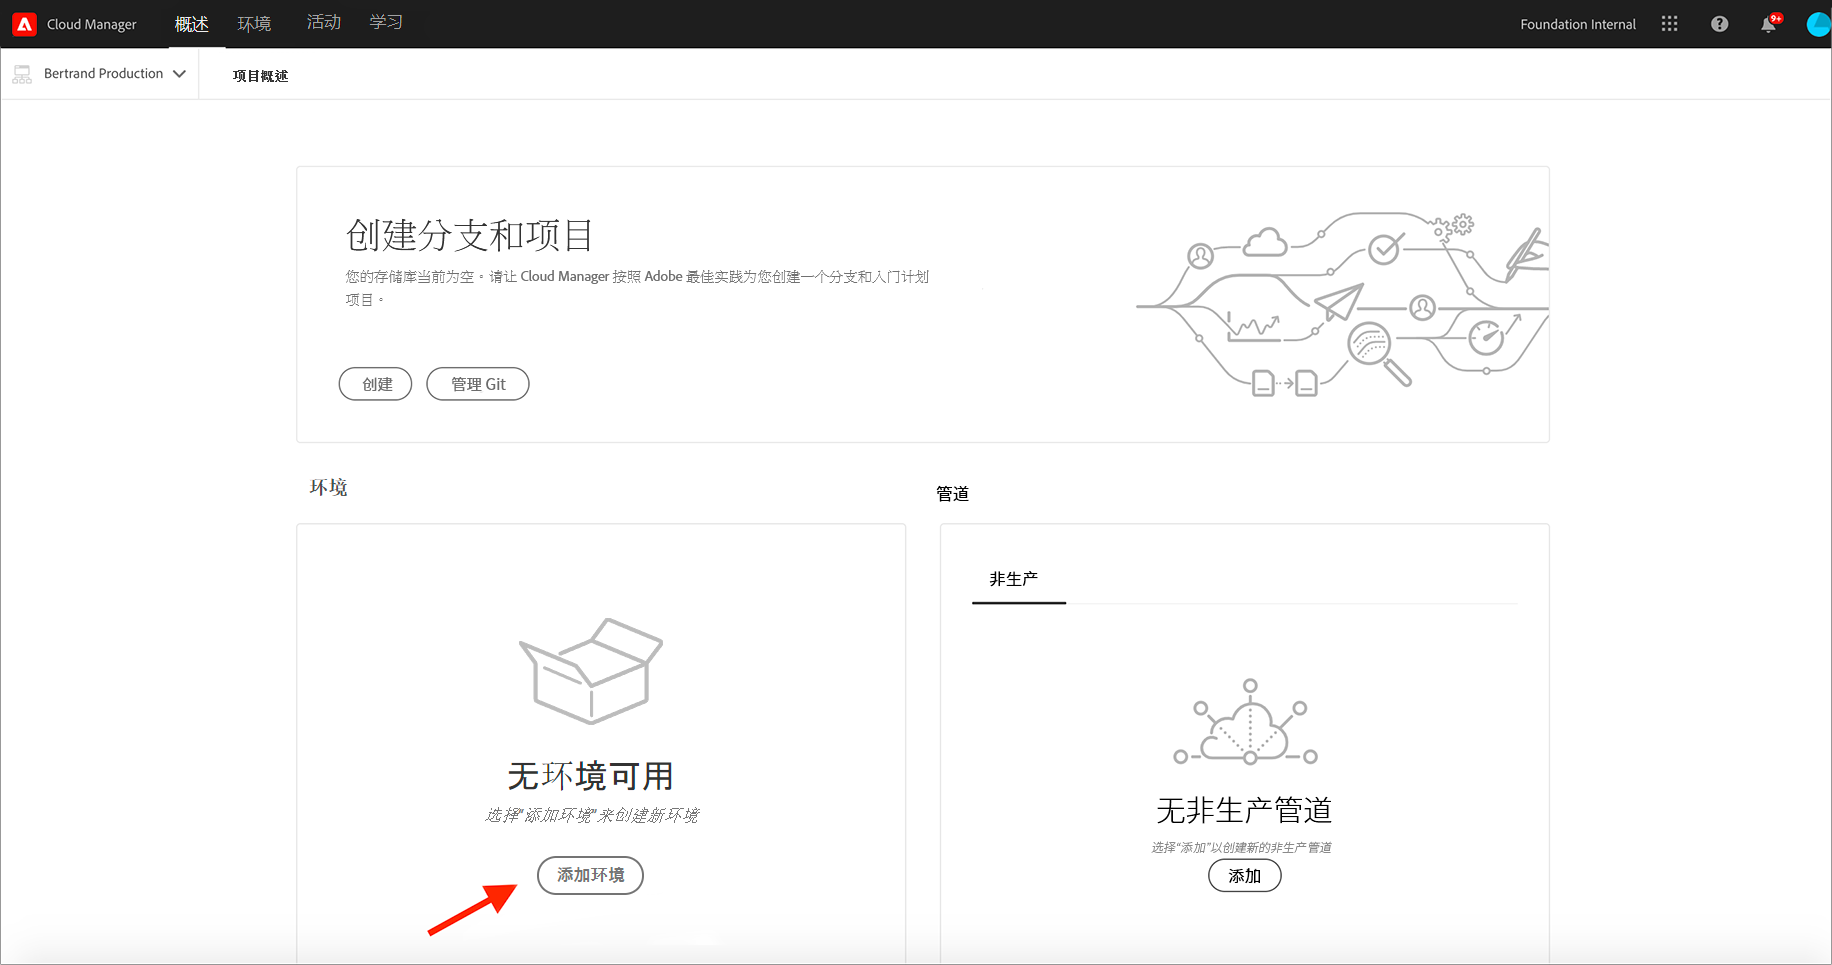 Cloud Manager 概述 环境 活动 学习 Foundation Internal 9+
Bertrand Production 项目概述
创建分支和项目
您的存储库当前为空。请让 Cloud Manager 按照 Adobe 最佳实践为您创建一个分支和入门计划
项目。
创建 管理 Git
环境
管道
非生产
无环境可用
选择"添加环境"来创建新环境
添加环境
无非生产管道
选择“添加”以创建新的非生产管道
添加